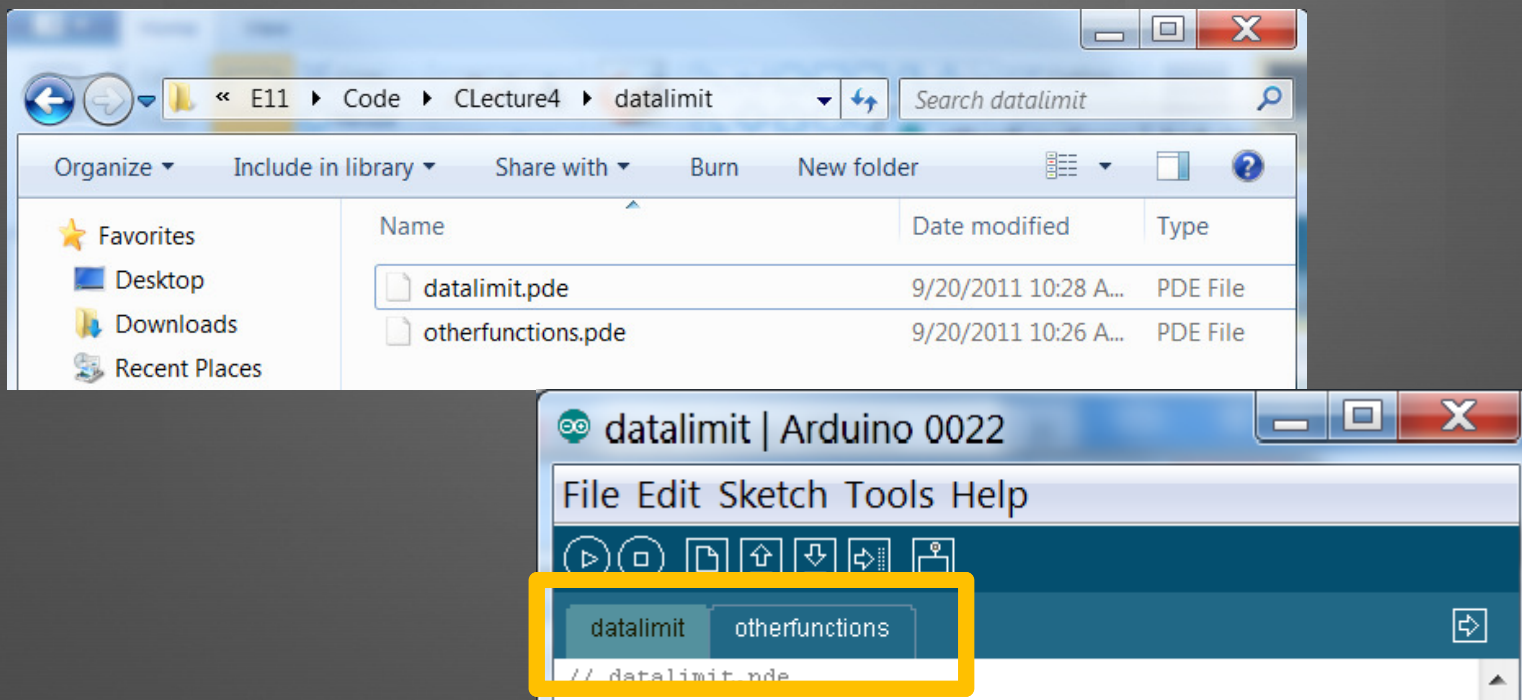 « E11 ▸ Code ▸ CLecture4 ▸ datalimit Search datalimit
Organize Include in library Share with Burn New folder
Favorites
Desktop
Downloads
Recent Places
Name Date modified Type
datalimit.pde 9/20/2011 10:28 A... PDE File
otherfunctions.pde 9/20/2011 10:26 A... PDE File
datalimit | Arduino 0022
File Edit Sketch Tools Help
datalimit otherfunctions
// datalimit.pde